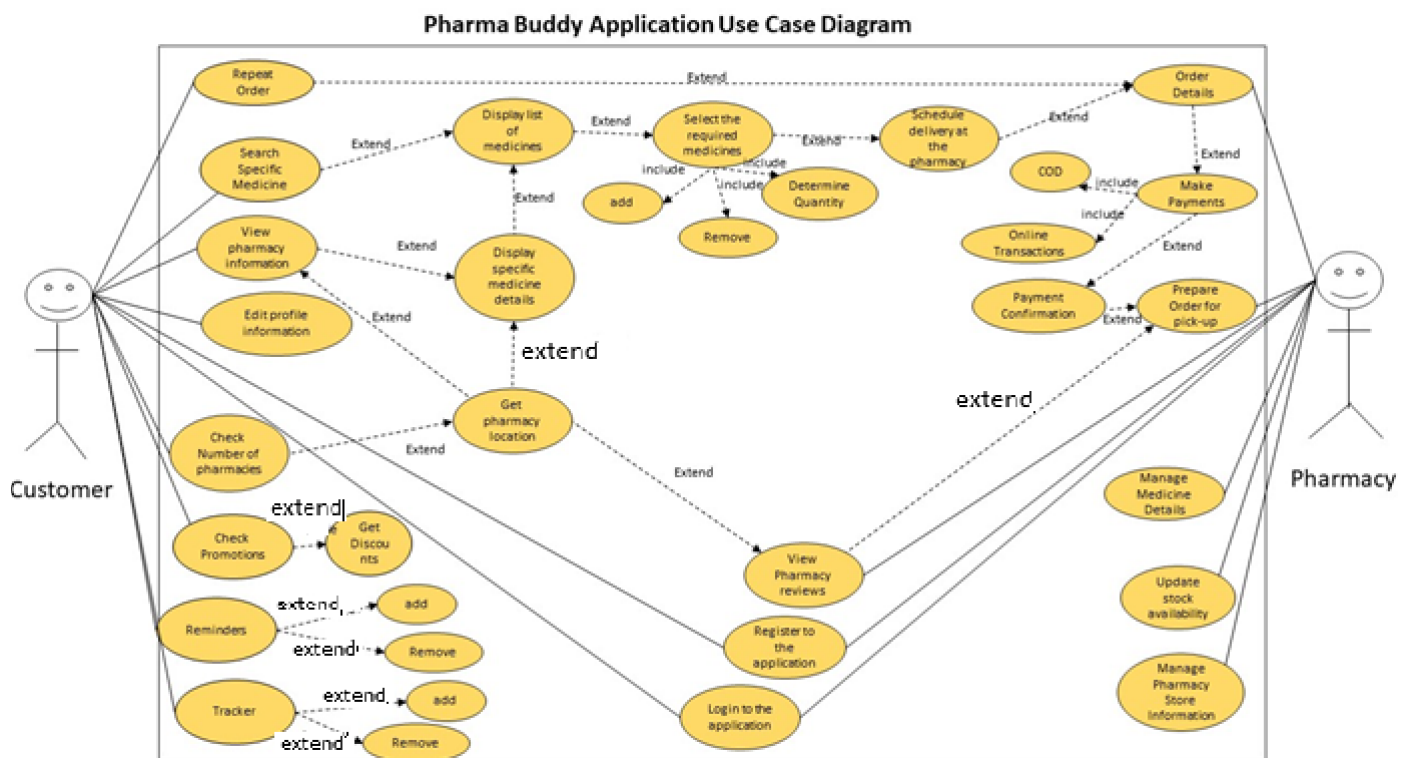 Pharma Buddy Application Use Case Diagram
Repeat
Order
Extend
Order
Details
Search
Specific
Medicine
Extend
Display list
of
medicines
Extend
Select the
required
medicines
Extend
Schedule
delivery at
the
pharmacy
Extend
Extend
include
include
include
add
Remove
Determine
Quantity
COD
include
Make
Payments
include
Online
Transactions
Extend
View
pharmacy
information
Extend
Extend
Display
specific
medicine
details
Payment
Confirmation
Extend
Prepare
Order for
pick-up
Edit profile
information
Extend
extend
extend
Get
pharmacy
location
Check
Number of
pharmacies
Extend
Extend
Customer
Pharmacy
Manage
Medicine
Details
extend
Check
Promotions
Get
Discou
nts
View
Pharmacy
reviews
Update
stock
availability
Reminders
extend
add
extend
Remove
Register to
the
application
Manage
Pharmacy
Store
Information
Tracker
extend
add
extend
Remove
Login to the
application